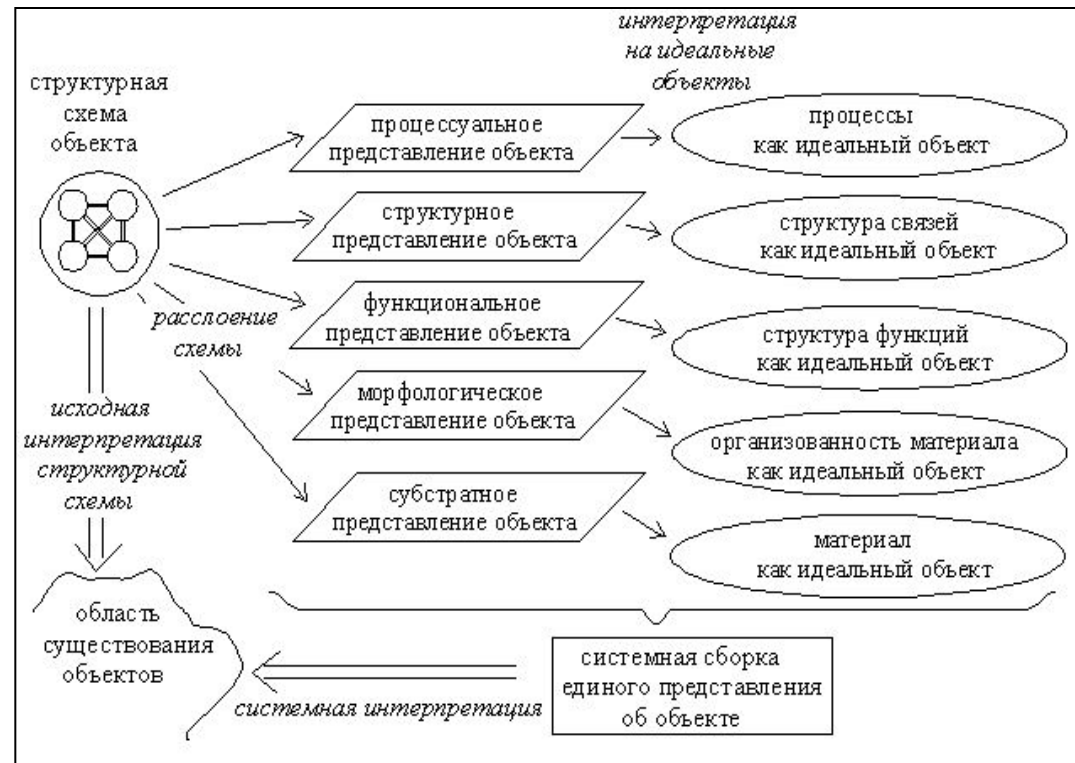 структурная
схема
объекта
интерпретация
на идеальные
объекты
процессуальное
представление объекта
процессы
как идеальный объект
структурное
представление объекта
структура связей
как идеальный объект
функциональное
представление объекта
структура функций
как идеальный объект
расслоение
схемы
морфологическое
представление объекта
организованность материала
как идеальный объект
субстратное
представление объекта
материал
как идеальный объект
исходная
интерпретация
структурной
схемы
область
существования
объектов
системная сборка
единого представления
об объекте
системная интерпретация